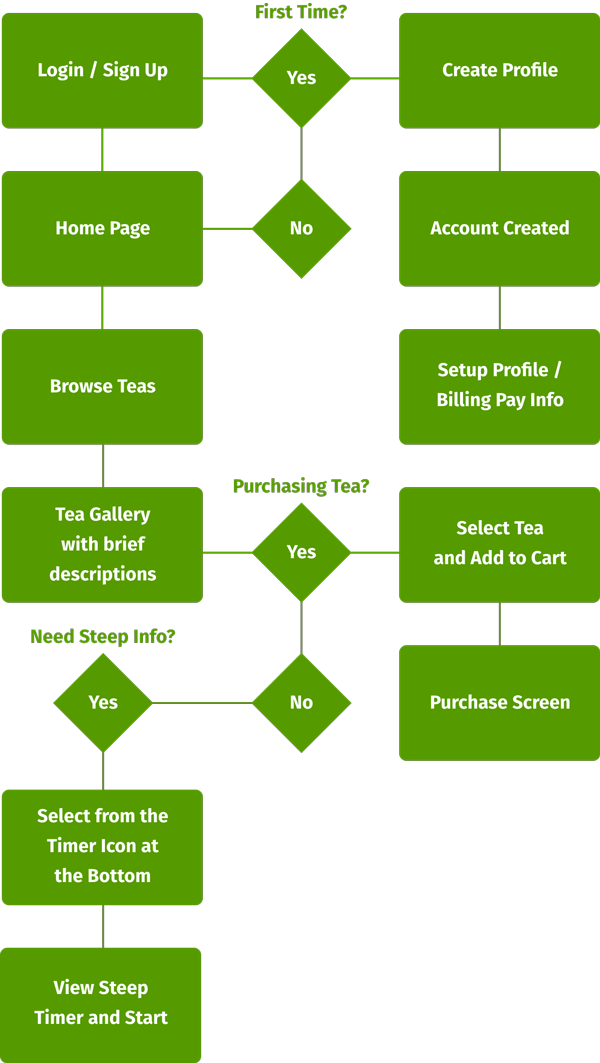 First Time?
Login / Sign Up
Yes
Create Profile
Home Page
No
Account Created
Browse Teas
Setup Profile /
Billing Pay Info
Purchasing Tea?
Tea Gallery
with brief
descriptions
Yes
Select Tea
and Add to Cart
Need Steep Info?
Yes
No
Purchase Screen
Select from the
Timer Icon at
the Bottom
View Steep
Timer and Start